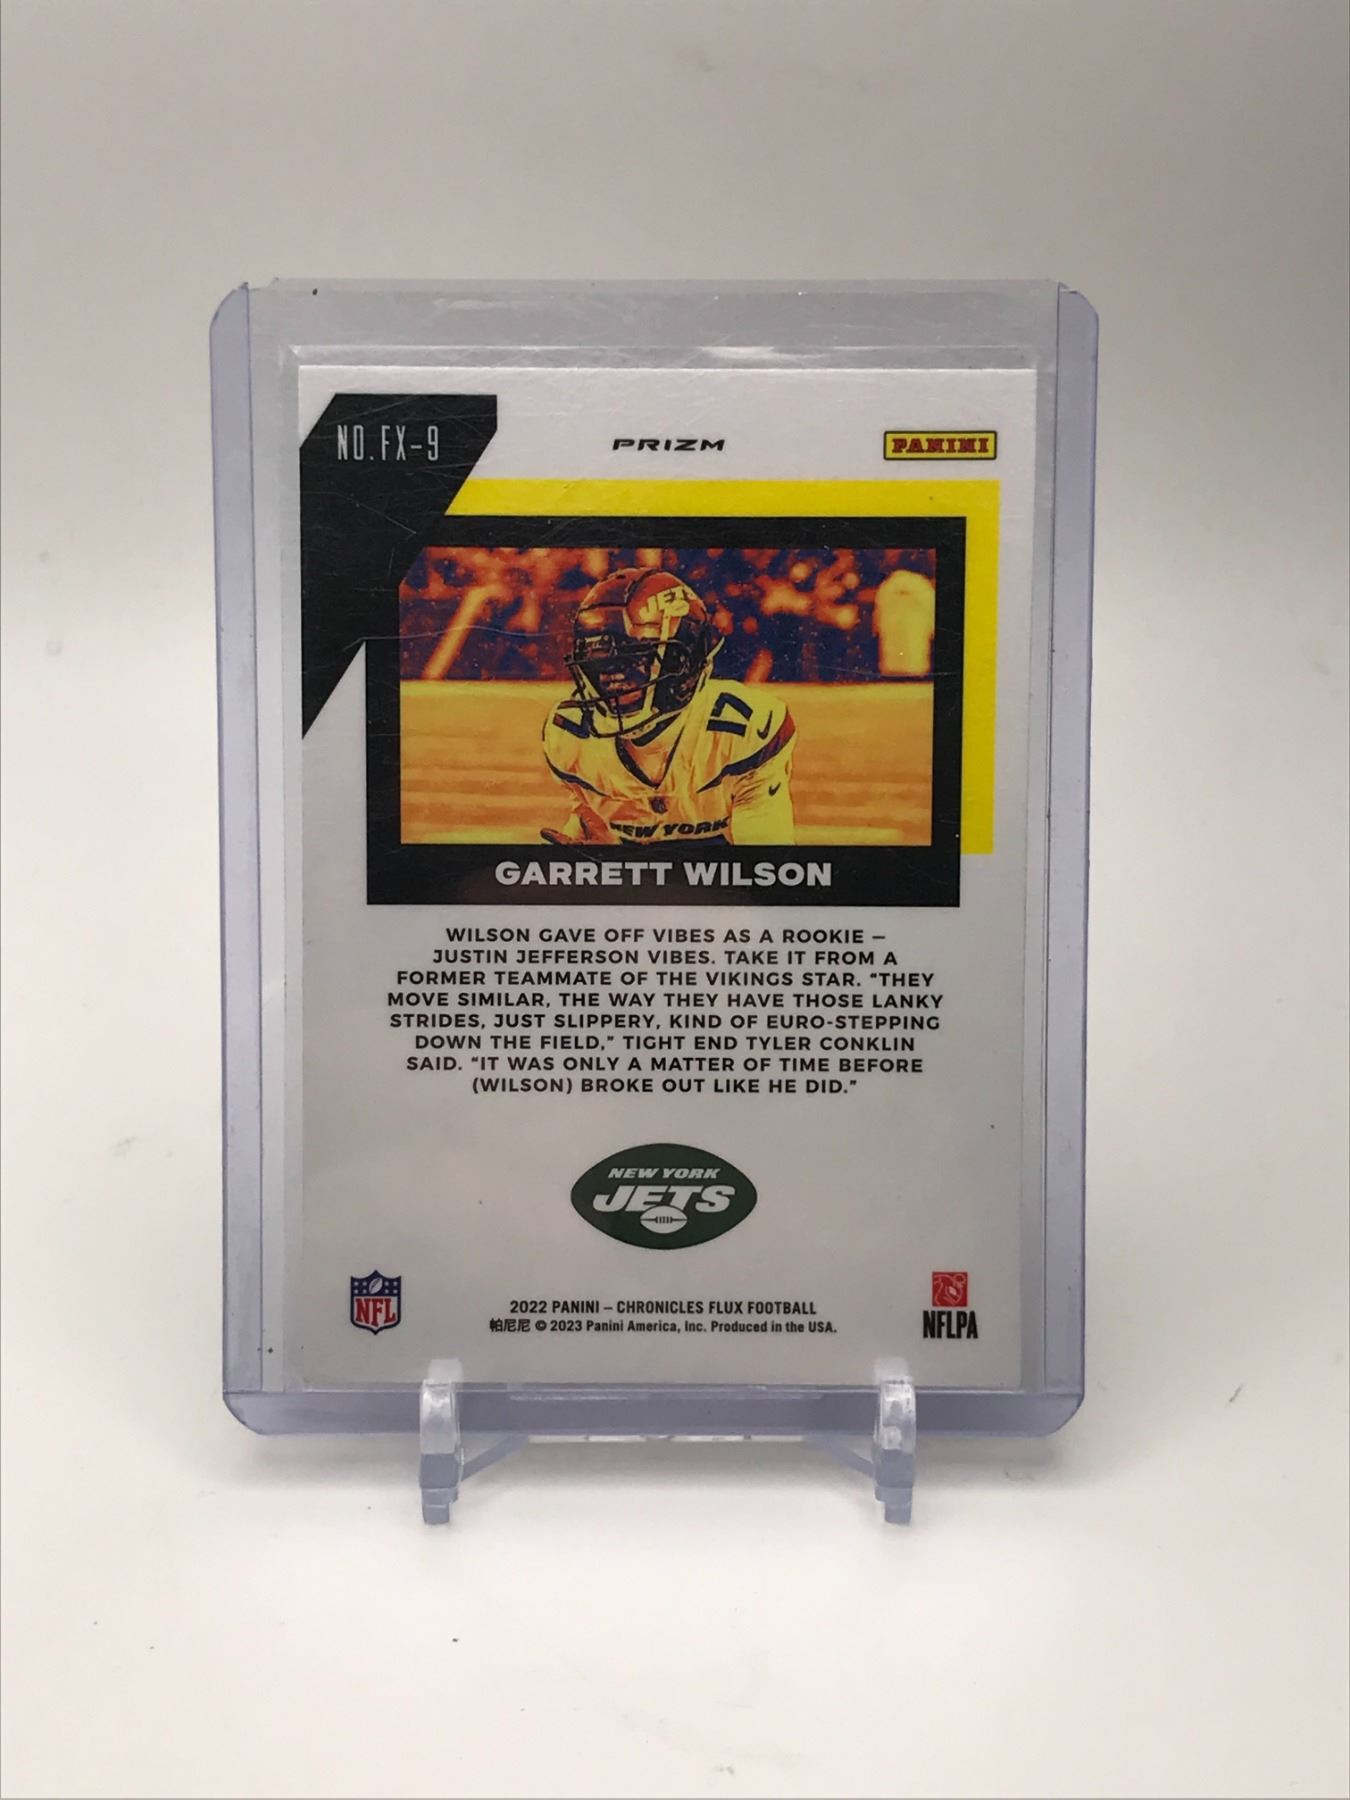 NO.FX-9
PRIZM
PANINI
JETS
17
NEW YORK
GARRETT WILSON
WILSON GAVE OFF VIBES AS A ROOKIE —
JUSTIN JEFFERSON VIBES. TAKE IT FROM A
FORMER TEAMMATE OF THE VIKINGS STAR. "THEY
MOVE SIMILAR, THE WAY THEY HAVE THOSE LANKY
STRIDES, JUST SLIPPERY, KIND OF EURO-STEPPING
DOWN THE FIELD," TIGHT END TYLER CONKLIN
SAID. "IT WAS ONLY A MATTER OF TIME BEFORE
(WILSON) BROKE OUT LIKE HE DID."
NEW YORK
JETS
NFL
2022 PANINI – CHRONICLES FLUX FOOTBALL
帕尼尼 © 2023 Panini America, Inc. Produced in the USA.
NFLPA